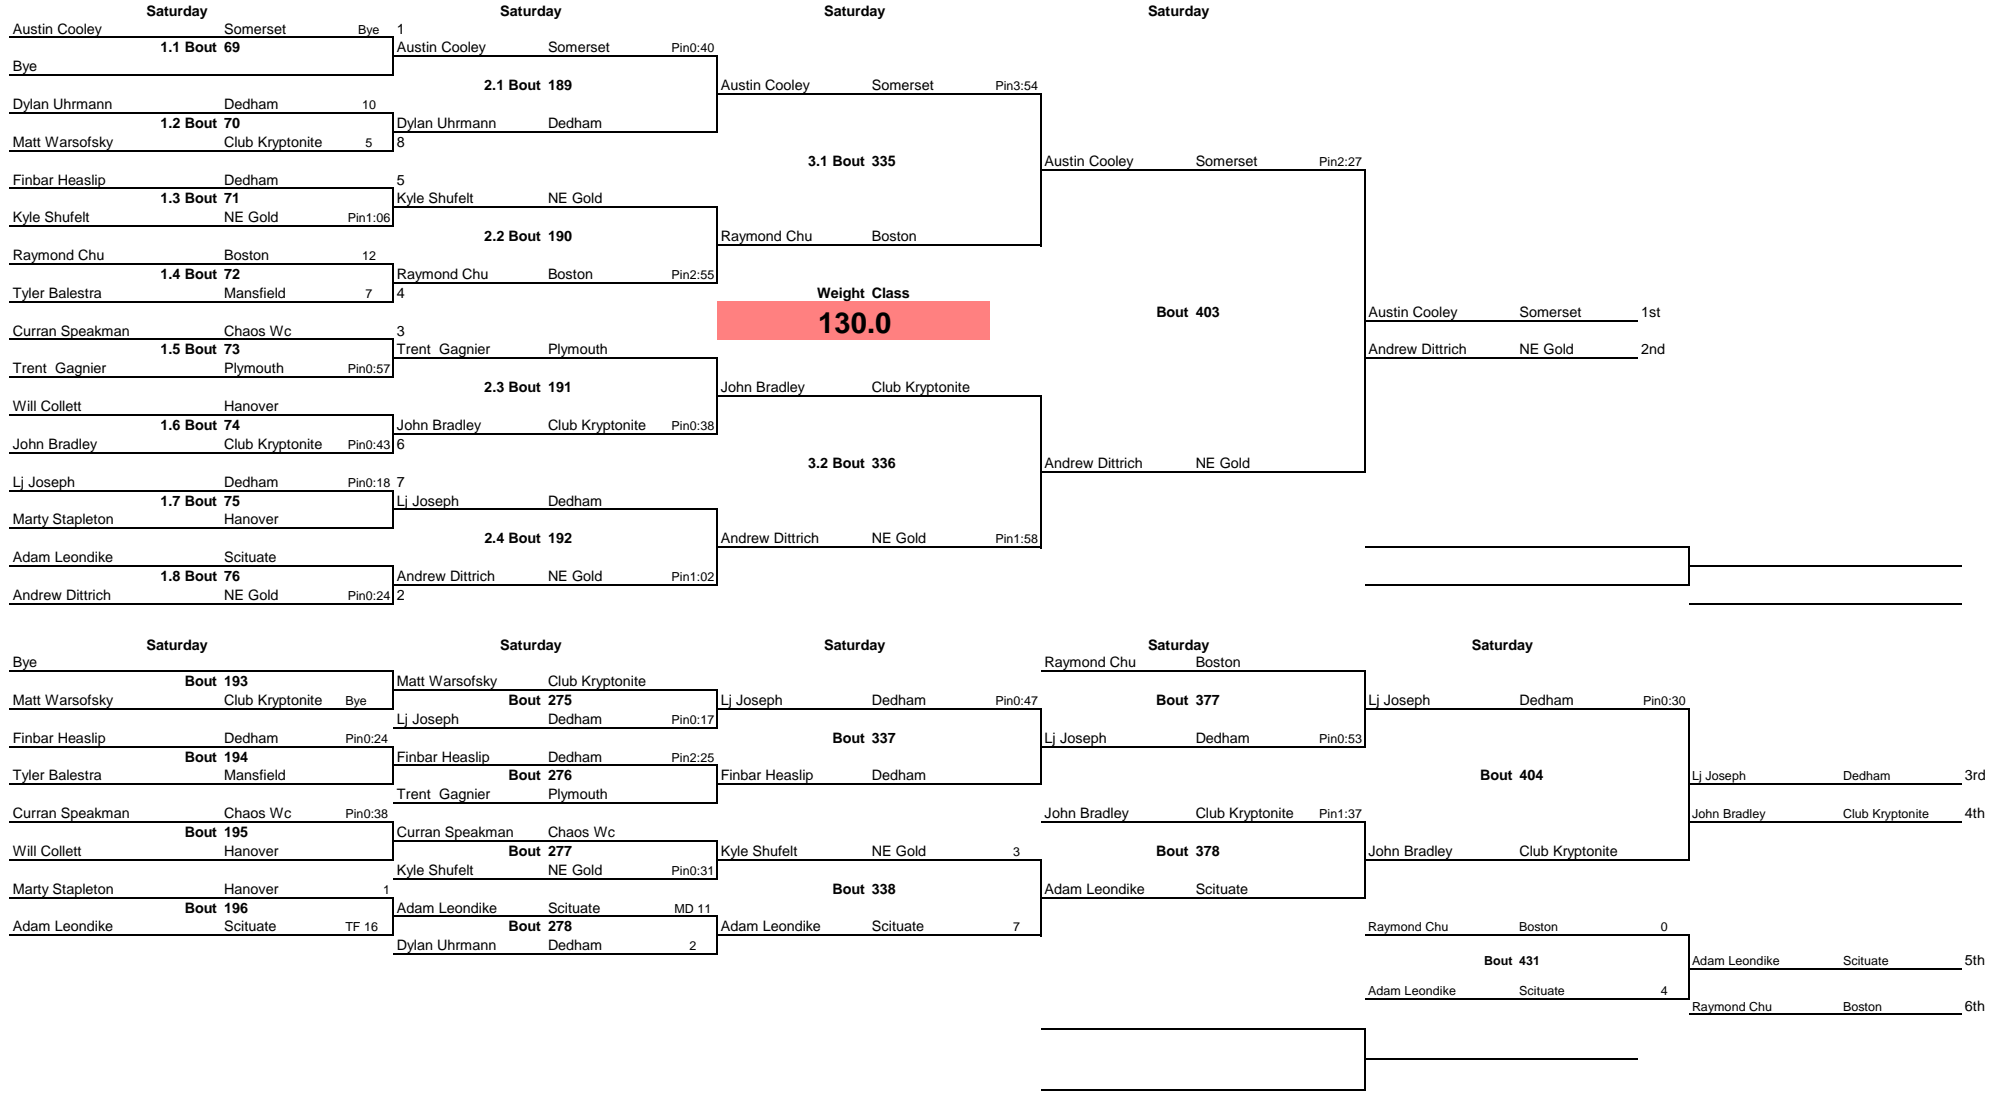 Saturday Saturday Saturday Saturday
Austin Cooley Somerset Bye 1
1.1 Bout 69 Austin Cooley Somerset Pin0:40
Bye
2.1 Bout 189 Austin Cooley Somerset Pin3:54
Dylan Uhrmann Dedham 10
1.2 Bout 70 Dylan Uhrmann Dedham
Matt Warsofsky Club Kryptonite 5 8
3.1 Bout 335 Austin Cooley Somerset Pin2:27
Finbar Heaslip Dedham 5
1.3 Bout 71 Kyle Shufelt NE Gold
Kyle Shufelt NE Gold Pin1:06
2.2 Bout 190 Raymond Chu Boston
Raymond Chu Boston 12
1.4 Bout 72 Raymond Chu Boston Pin2:55
Tyler Balestra Mansfield 7 4 Weight Class
Bout 403 Austin Cooley Somerset 1st
130.0
Curran Speakman Chaos Wc 3
1.5 Bout 73 Trent Gagnier Plymouth Andrew Dittrich NE Gold 2nd
Trent Gagnier Plymouth Pin0:57
2.3 Bout 191 John Bradley Club Kryptonite
Will Collett Hanover
1.6 Bout 74 John Bradley Club Kryptonite Pin0:38
John Bradley Club Kryptonite Pin0:43 6
3.2 Bout 336 Andrew Dittrich NE Gold
Lj Joseph Dedham Pin0:18 7
1.7 Bout 75 Lj Joseph Dedham
Marty Stapleton Hanover
2.4 Bout 192 Andrew Dittrich NE Gold Pin1:58
Adam Leondike Scituate
1.8 Bout 76 Andrew Dittrich NE Gold Pin1:02
Andrew Dittrich NE Gold Pin0:24 2
Saturday Saturday Saturday Saturday Saturday
Bye Raymond Chu Boston
Bout 193 Matt Warsofsky Club Kryptonite
Matt Warsofsky Club Kryptonite Bye Bout 275 Lj Joseph Dedham Pin0:47 Bout 377 Lj Joseph Dedham Pin0:30
Lj Joseph Dedham Pin0:17
Finbar Heaslip Dedham Pin0:24 Bout 337 Lj Joseph Dedham Pin0:53
Bout 194 Finbar Heaslip Dedham Pin2:25
Tyler Balestra Mansfield Bout 276 Finbar Heaslip Dedham Bout 404 Lj Joseph Dedham 3rd
Trent Gagnier Plymouth
Curran Speakman Chaos Wc Pin0:38 John Bradley Club Kryptonite Pin1:37 John Bradley Club Kryptonite 4th
Bout 195 Curran Speakman Chaos Wc
Will Collett Hanover Bout 277 Kyle Shufelt NE Gold 3 Bout 378 John Bradley Club Kryptonite
Kyle Shufelt NE Gold Pin0:31
Marty Stapleton Hanover 1 Bout 338 Adam Leondike Scituate
Bout 196 Adam Leondike Scituate MD 11
Adam Leondike Scituate TF 16 Bout 278 Adam Leondike Scituate 7 Raymond Chu Boston 0
Dylan Uhrmann Dedham 2
Bout 431 Adam Leondike Scituate 5th
Adam Leondike Scituate 4
Raymond Chu Boston 6th